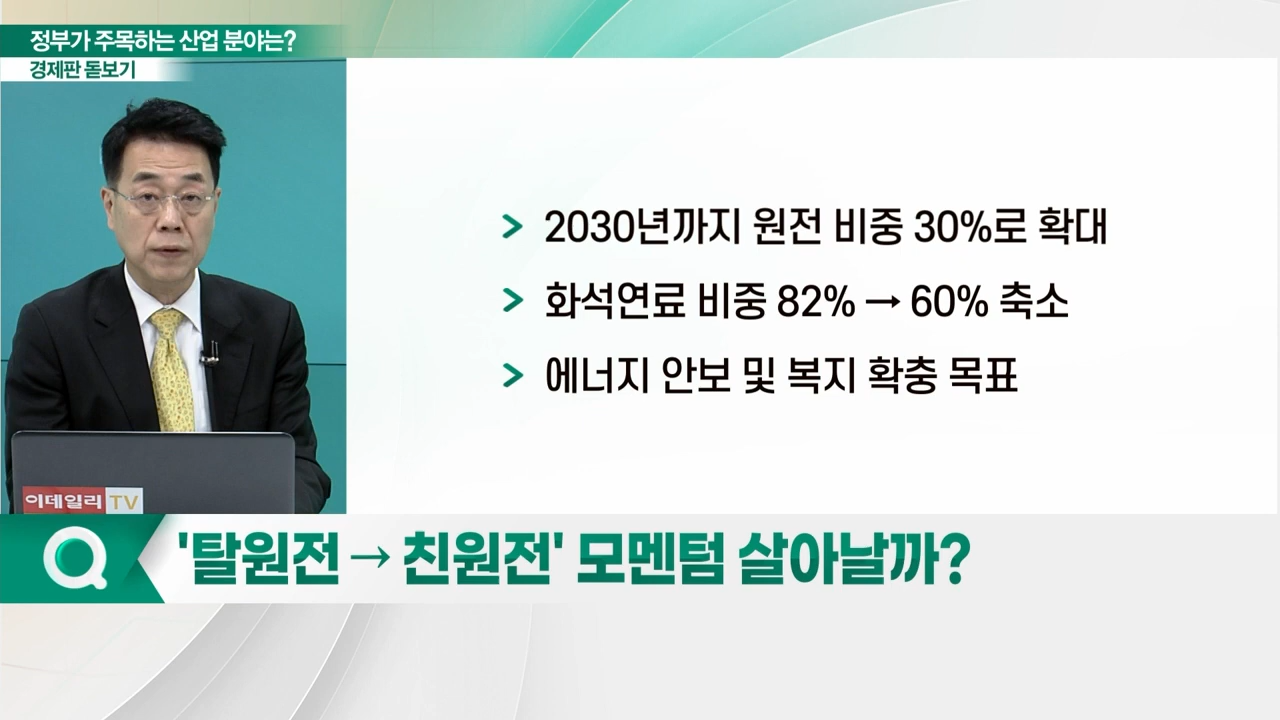 정부가 주목하는 산업 분야는?
경제판 돋보기
> 2030년까지 원전 비중 30%로 확대
> 화석연료 비중 82% → 60% 축소
> 에너지 안보 및 복지 확충 목표
이데일리 TV
Q '탈원전 → 친원전' 모멘텀 살아날까?